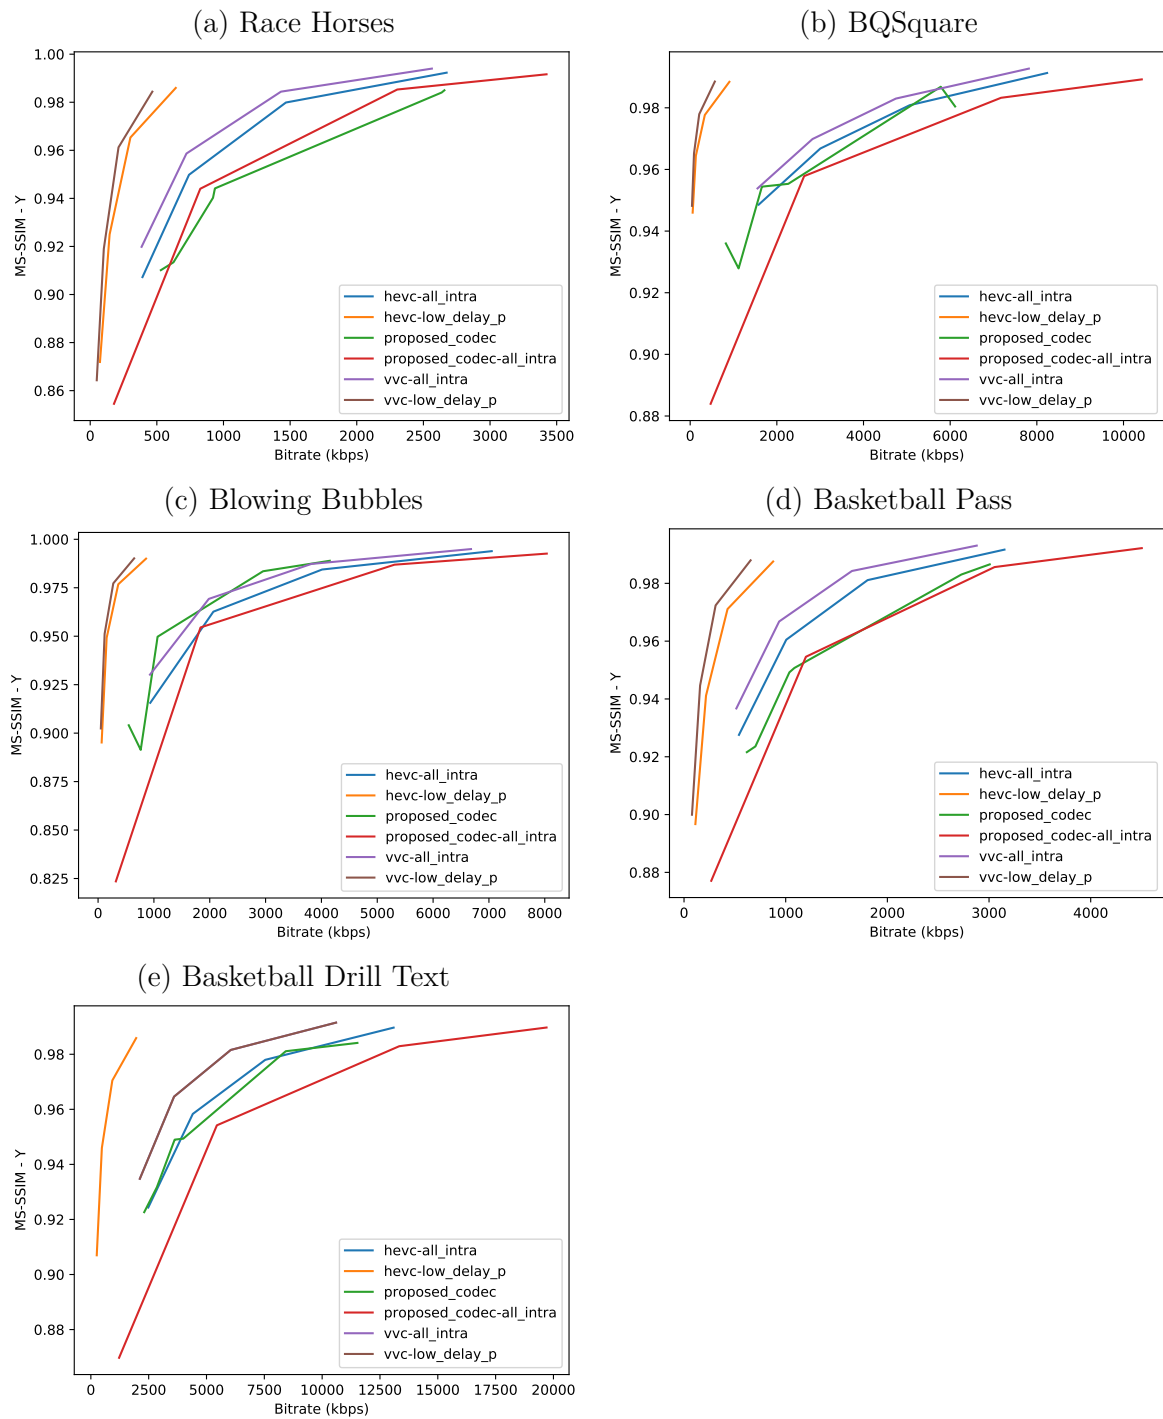 (a) Race Horses
1.00
0.98
0.96
0.94
0.92
0.90
0.88
0.86
MS-SSIM - Y
0 500 1000 1500 2000 2500 3000 3500
Bitrate (kbps)
hevc-all_intra
hevc-low_delay_p
proposed_codec
proposed_codec-all_intra
vvc-all_intra
vvc-low_delay_p
(b) BQSquare
0.98
0.96
0.94
0.92
0.90
0.88
MS-SSIM - Y
0 2000 4000 6000 8000 10000
Bitrate (kbps)
hevc-all_intra
hevc-low_delay_p
proposed_codec
proposed_codec-all_intra
vvc-all_intra
vvc-low_delay_p
(c) Blowing Bubbles
1.000
0.975
0.950
0.925
0.900
0.875
0.850
0.825
MS-SSIM - Y
0 1000 2000 3000 4000 5000 6000 7000 8000
Bitrate (kbps)
hevc-all_intra
hevc-low_delay_p
proposed_codec
proposed_codec-all_intra
vvc-all_intra
vvc-low_delay_p
(d) Basketball Pass
0.98
0.96
0.94
0.92
0.90
0.88
MS-SSIM - Y
0 1000 2000 3000 4000
Bitrate (kbps)
hevc-all_intra
hevc-low_delay_p
proposed_codec
proposed_codec-all_intra
vvc-all_intra
vvc-low_delay_p
(e) Basketball Drill Text
0.98
0.96
0.94
0.92
0.90
0.88
MS-SSIM - Y
0 2500 5000 7500 10000 12500 15000 17500 20000
Bitrate (kbps)
hevc-all_intra
hevc-low_delay_p
proposed_codec
proposed_codec-all_intra
vvc-all_intra
vvc-low_delay_p